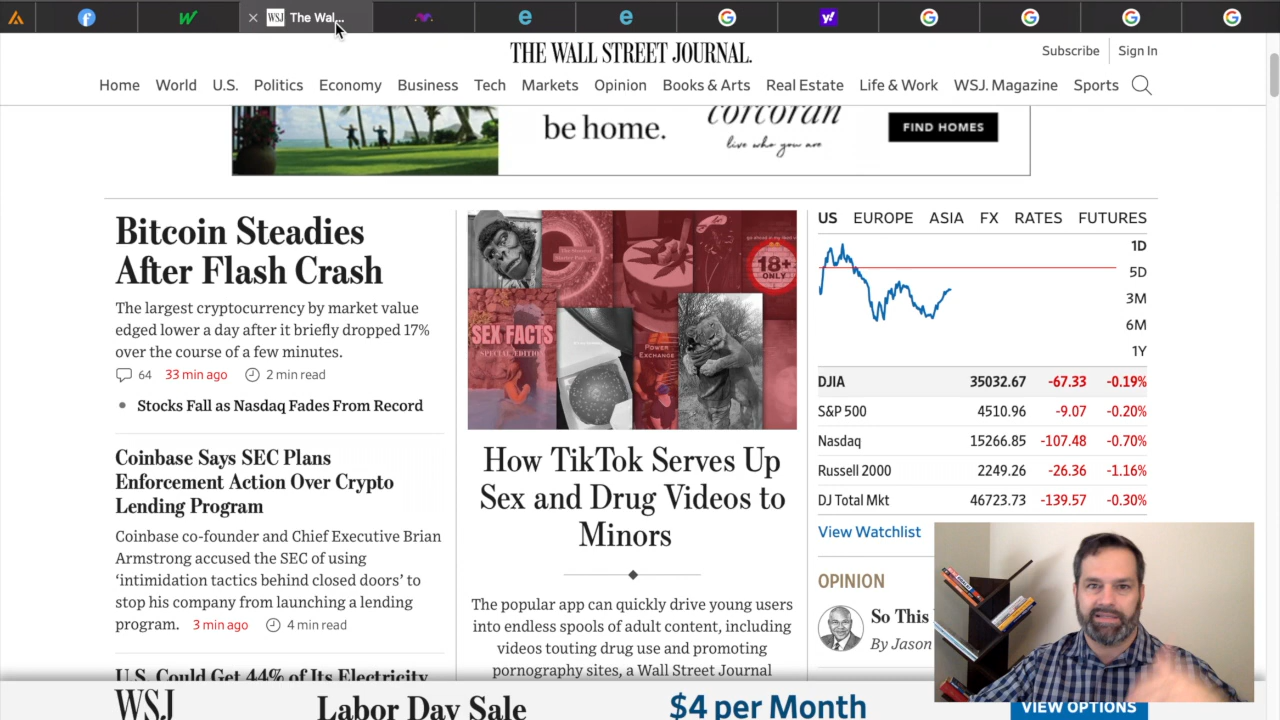 WSJ The Wal...
THE WALL STREET JOURNAL.
Subscribe Sign In
Home World U.S. Politics Economy Business Tech Markets Opinion Books & Arts Real Estate Life & Work WSJ. Magazine Sports
be home.
corcoran
live who you are
FIND HOMES
Bitcoin Steadies
After Flash Crash
The largest cryptocurrency by market value
edged lower a day after it briefly dropped 17%
over the course of a few minutes.
64 33 min ago 2 min read
• Stocks Fall as Nasdaq Fades From Record
Coinbase Says SEC Plans
Enforcement Action Over Crypto
Lending Program
Coinbase co-founder and Chief Executive Brian
Armstrong accused the SEC of using
‘intimidation tactics behind closed doors’ to
stop his company from launching a lending
program. 3 min ago 4 min read
U.S. Could Get 44% of Its Electricity
18+
ONLY
SEX FACTS
SPECIAL EDITION
POWER
EXCHANGE
How TikTok Serves Up
Sex and Drug Videos to
Minors
The popular app can quickly drive young users
into endless spools of adult content, including
videos touting drug use and promoting
pornography sites, a Wall Street Journal
US EUROPE ASIA FX RATES FUTURES
1D
5D
3M
6M
1Y
DJIA 35032.67 -67.33 -0.19%
S&P 500 4510.96 -9.07 -0.20%
Nasdaq 15266.85 -107.48 -0.70%
Russell 2000 2249.26 -26.36 -1.16%
DJ Total Mkt 46723.73 -139.57 -0.30%
View Watchlist
OPINION
So This
By Jason
WSJ Labor Day Sale $4 per Month VIEW OPTIONS